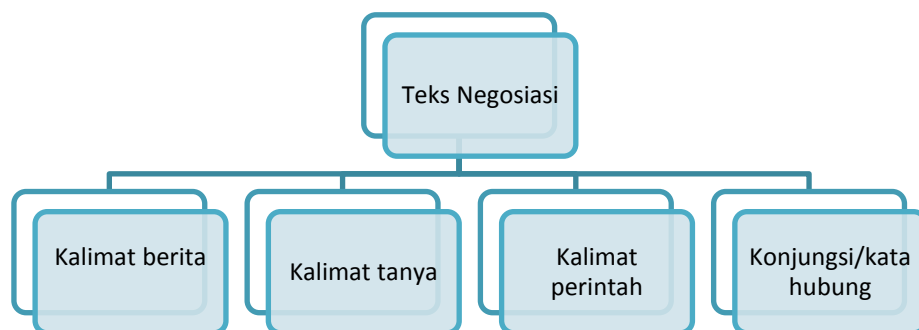 Teks Negosiasi
Kalimat berita
Kalimat tanya
Kalimat
perintah
Konjungsi/kata
hubung